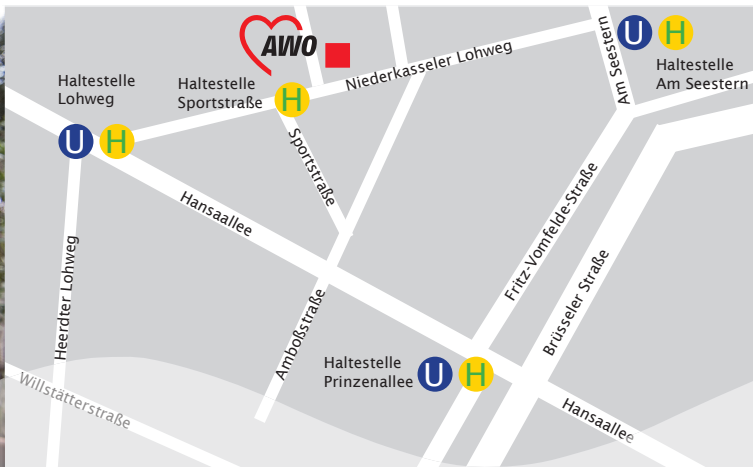 AWO
U H
Haltestelle
Am Seestern
Am Seestern
Niederkasseler Lohweg
Haltestelle
Lohweg
Haltestelle
Sportstraße
H
U H
Sportstraße
Hansaallee
Heerdter Lohweg
Fritz-Vomfelde-Straße
Brüsseler Straße
Amboßstraße
Haltestelle
Prinzenallee
U H
Willstätterstraße
Hansaallee